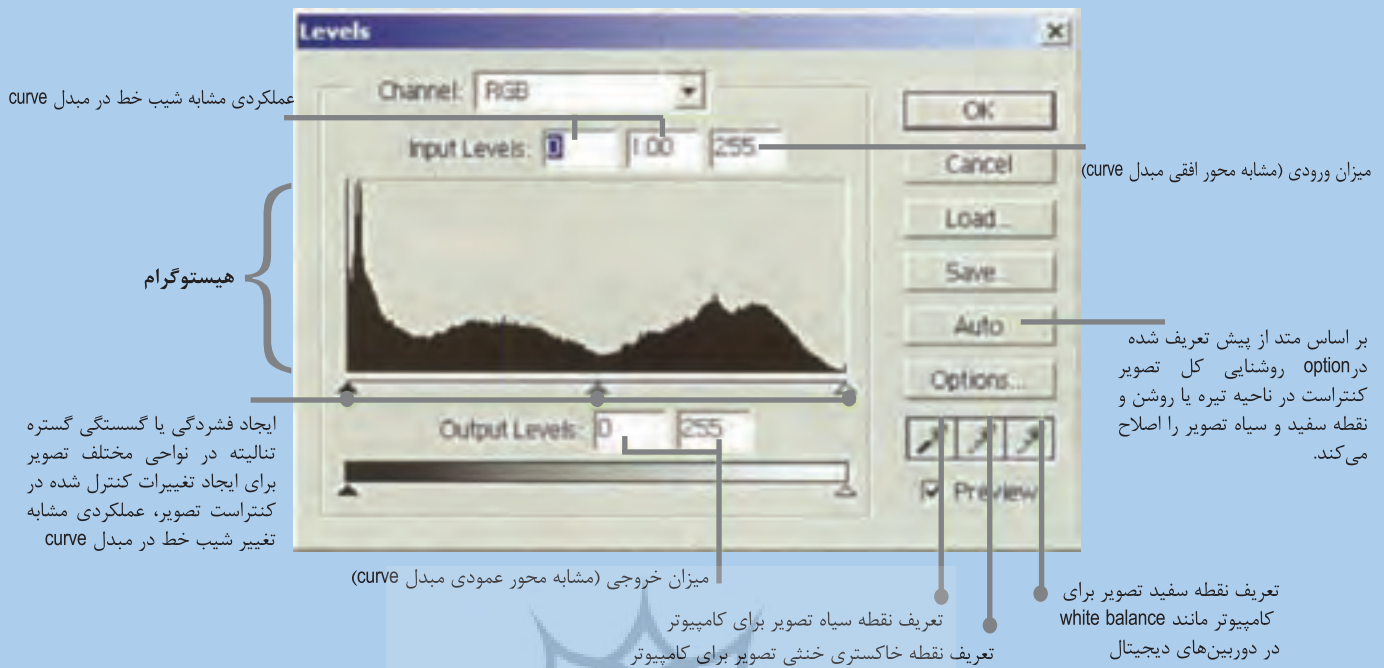 Levels
Channel: RGB
Input Levels: 0 1.00 255
Output Levels: 0 255
OK
Cancel
Load...
Save...
Auto
Options...
Preview
عملکردی مشابه شیب خط در مبدل curve
میزان ورودی (مشابه محور افقی مبدل curve)
هیستوگرام
بر اساس متد از پیش تعریف شده
درoption روشنایی کل تصویر
کنتراست در ناحیه تیره یا روشن و
نقطه سفید و سیاه تصویر را اصلاح
می‌کند.
ایجاد فشردگی یا گسستگی گستره
تنالیته در نواحی مختلف تصویر
برای ایجاد تغییرات کنترل شده در
کنتراست تصویر، عملکردی مشابه
تغییر شیب خط در مبدل curve
میزان خروجی (مشابه محور عمودی مبدل curve)
تعریف نقطه سیاه تصویر برای کامپیوتر
تعریف نقطه خاکستری خنثی تصویر برای کامپیوتر
تعریف نقطه سفید تصویر برای
کامپیوتر مانند white balance
در دوربین‌های دیجیتال